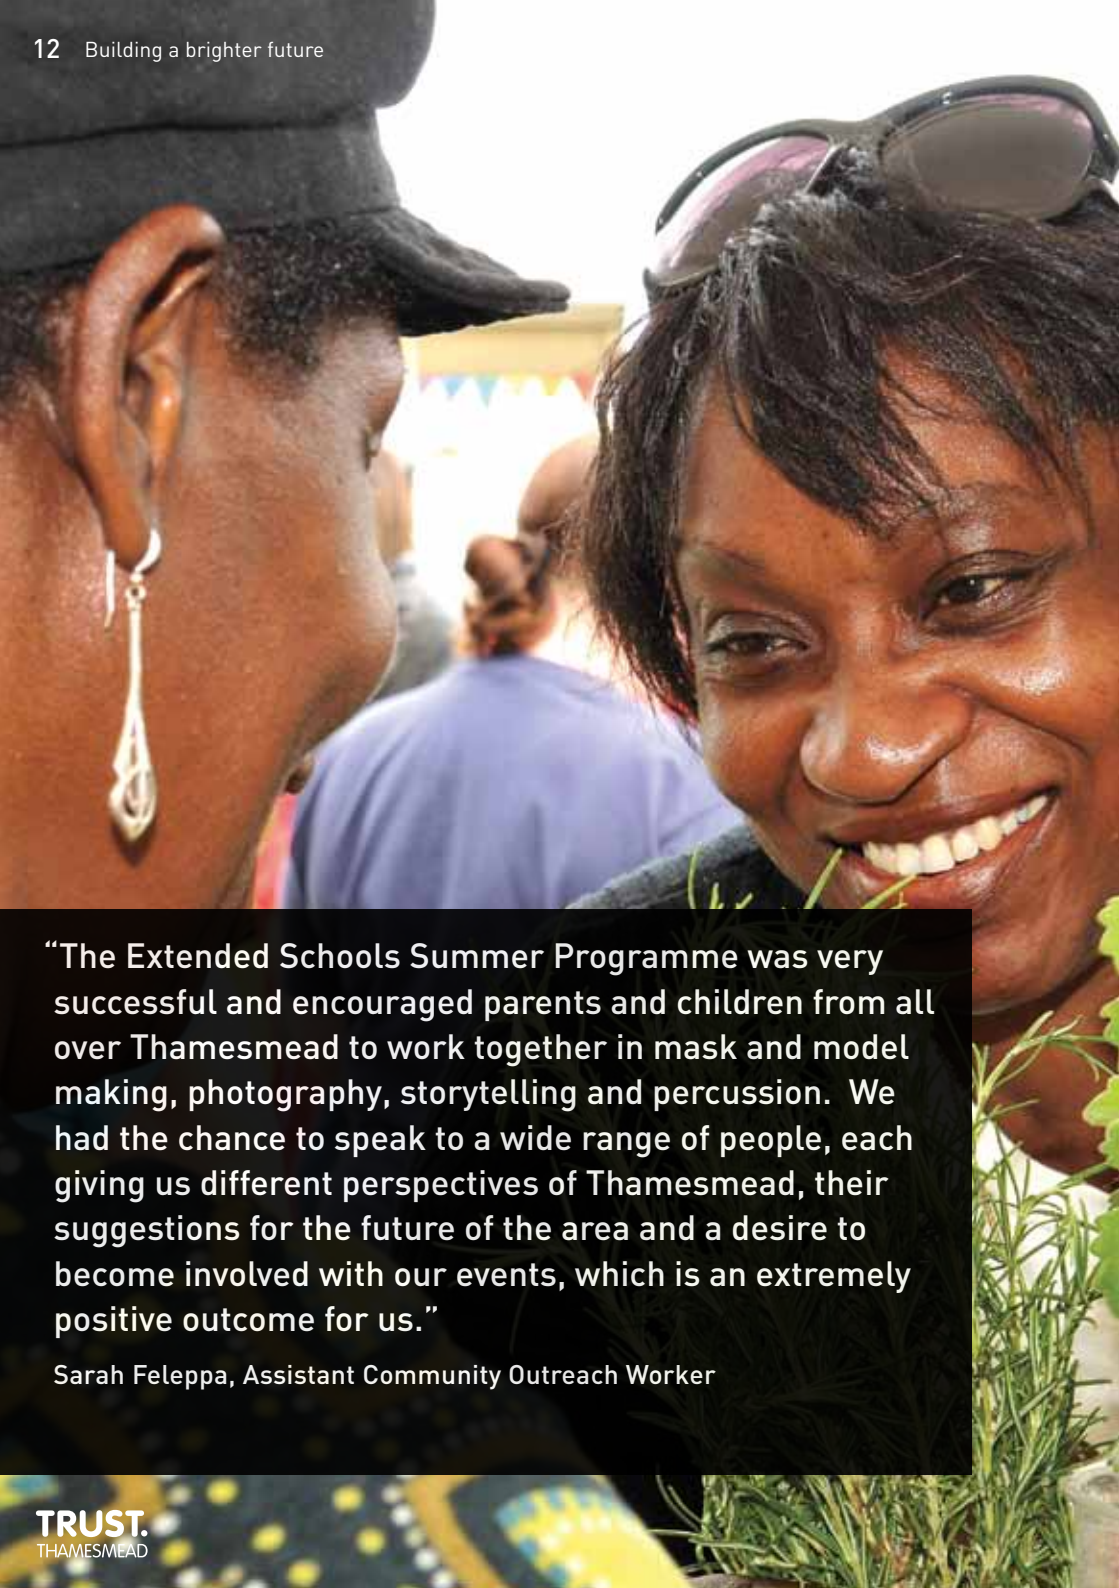 12 Building a brighter future
“The Extended Schools Summer Programme was very
successful and encouraged parents and children from all
over Thamesmead to work together in mask and model
making, photography, storytelling and percussion.  We
had the chance to speak to a wide range of people, each
giving us different perspectives of Thamesmead, their
suggestions for the future of the area and a desire to
become involved with our events, which is an extremely
positive outcome for us.”
Sarah Feleppa, Assistant Community Outreach Worker
TRUST.
THAMESMEAD